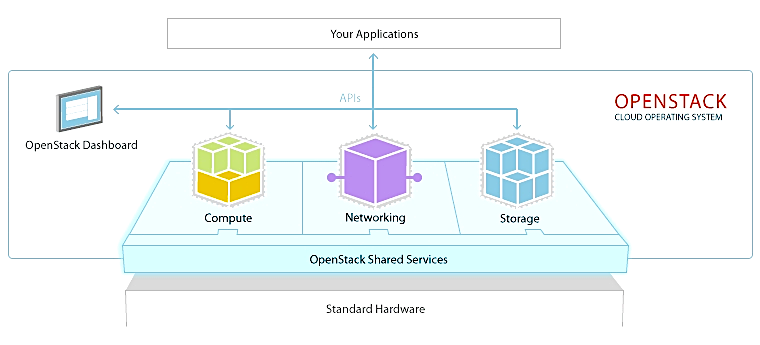 Your Applications
APIs
OPENSTACK
CLOUD OPERATING SYSTEM
OpenStack Dashboard
Compute
Networking
Storage
OpenStack Shared Services
Standard Hardware